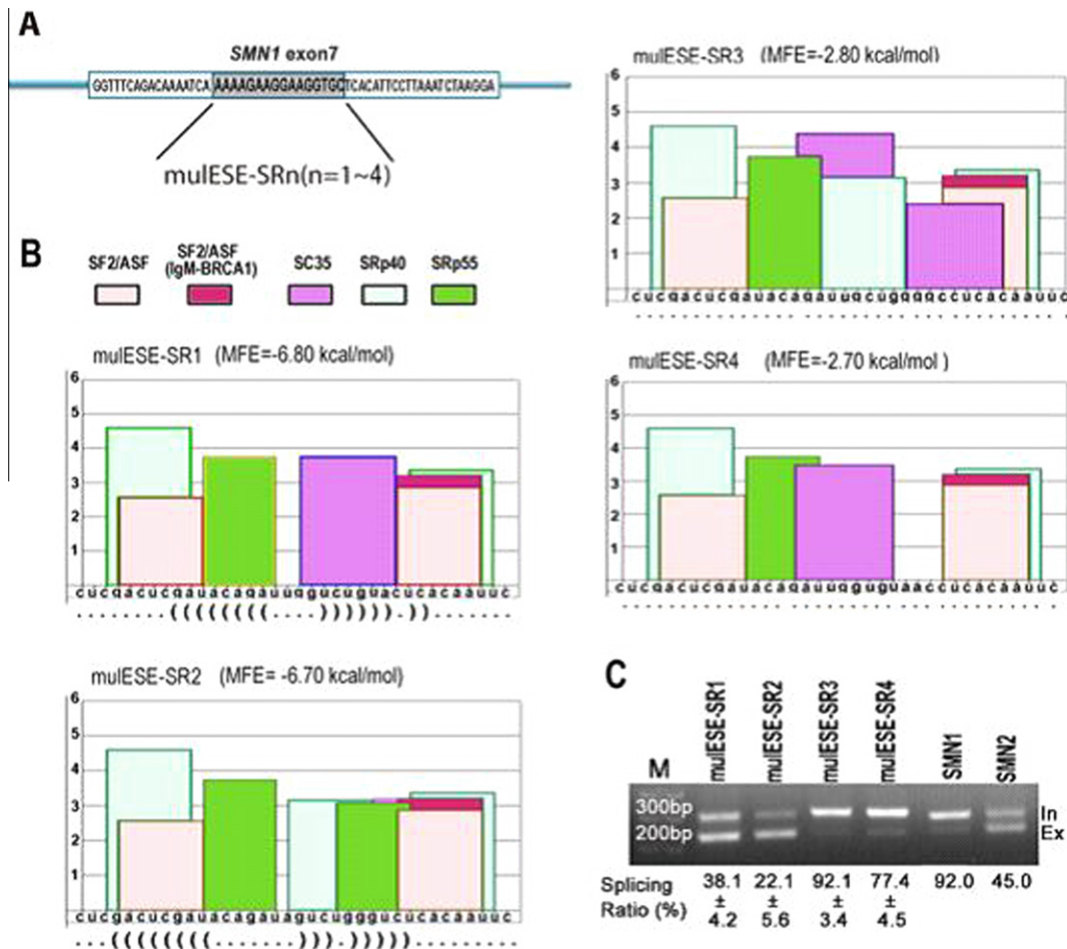 A
SMN1 exon7
GGTTTCAGACAAAATCA AAAAGAAGGAAGGTGC TCACATTCCTTAAATCTAAGGA
mulESE-SRn(n=1~4)
B
SF2/ASF
SF2/ASF
(IgM-BRCA1)
SC35
SRp40
SRp55
mulESE-SR1 (MFE=-6.80 kcal/mol)
6
5
4
3
2
1
c u c g a c u c g a u a c a g a u u g g u c u g u a c u c a c a a u u c
. . . . . . . . ( ( ( ( ( ( ( ( . . . . ) ) ) ) ) ) . ) ) . . . . . .
mulESE-SR2 (MFE= -6.70 kcal/mol)
6
5
4
3
2
1
c u c g a c u c g a u a c a g a u a g u c u g g g u c u c a c a a u u c
mulESE-SR3 (MFE=-2.80 kcal/mol)
6
5
4
3
2
1
c u c g a c u c g a u a c a g a u u g c u g g g g c c u c a c a a u u c
mulESE-SR4 (MFE=-2.70 kcal/mol )
6
5
4
3
2
1
c u c g a c u c g a u a c a g a u u g g u g u a a c c u c a c a a u u c
C
M
mulESE-SR1
mulESE-SR2
mulESE-SR3
mulESE-SR4
SMN1
SMN2
300bp
200bp
In
Ex
Splicing
Ratio (%)
38.1 ± 4.2
22.1 ± 5.6
92.1 ± 3.4
77.4 ± 4.5
92.0
45.0